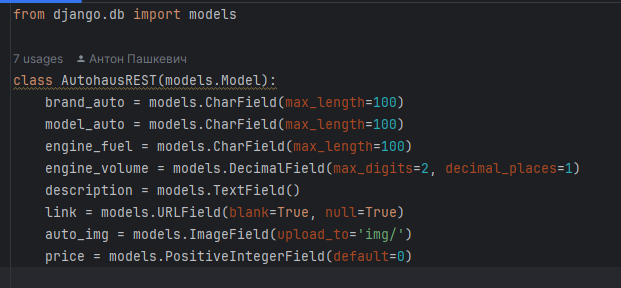 from django.db import models
7 usages Антон Пашкевич
class AutohausREST(models.Model):
brand_auto = models.CharField(max_length=100)
model_auto = models.CharField(max_length=100)
engine_fuel = models.CharField(max_length=100)
engine_volume = models.DecimalField(max_digits=2, decimal_places=1)
description = models.TextField()
link = models.URLField(blank=True, null=True)
auto_img = models.ImageField(upload_to='img/')
price = models.PositiveIntegerField(default=0)